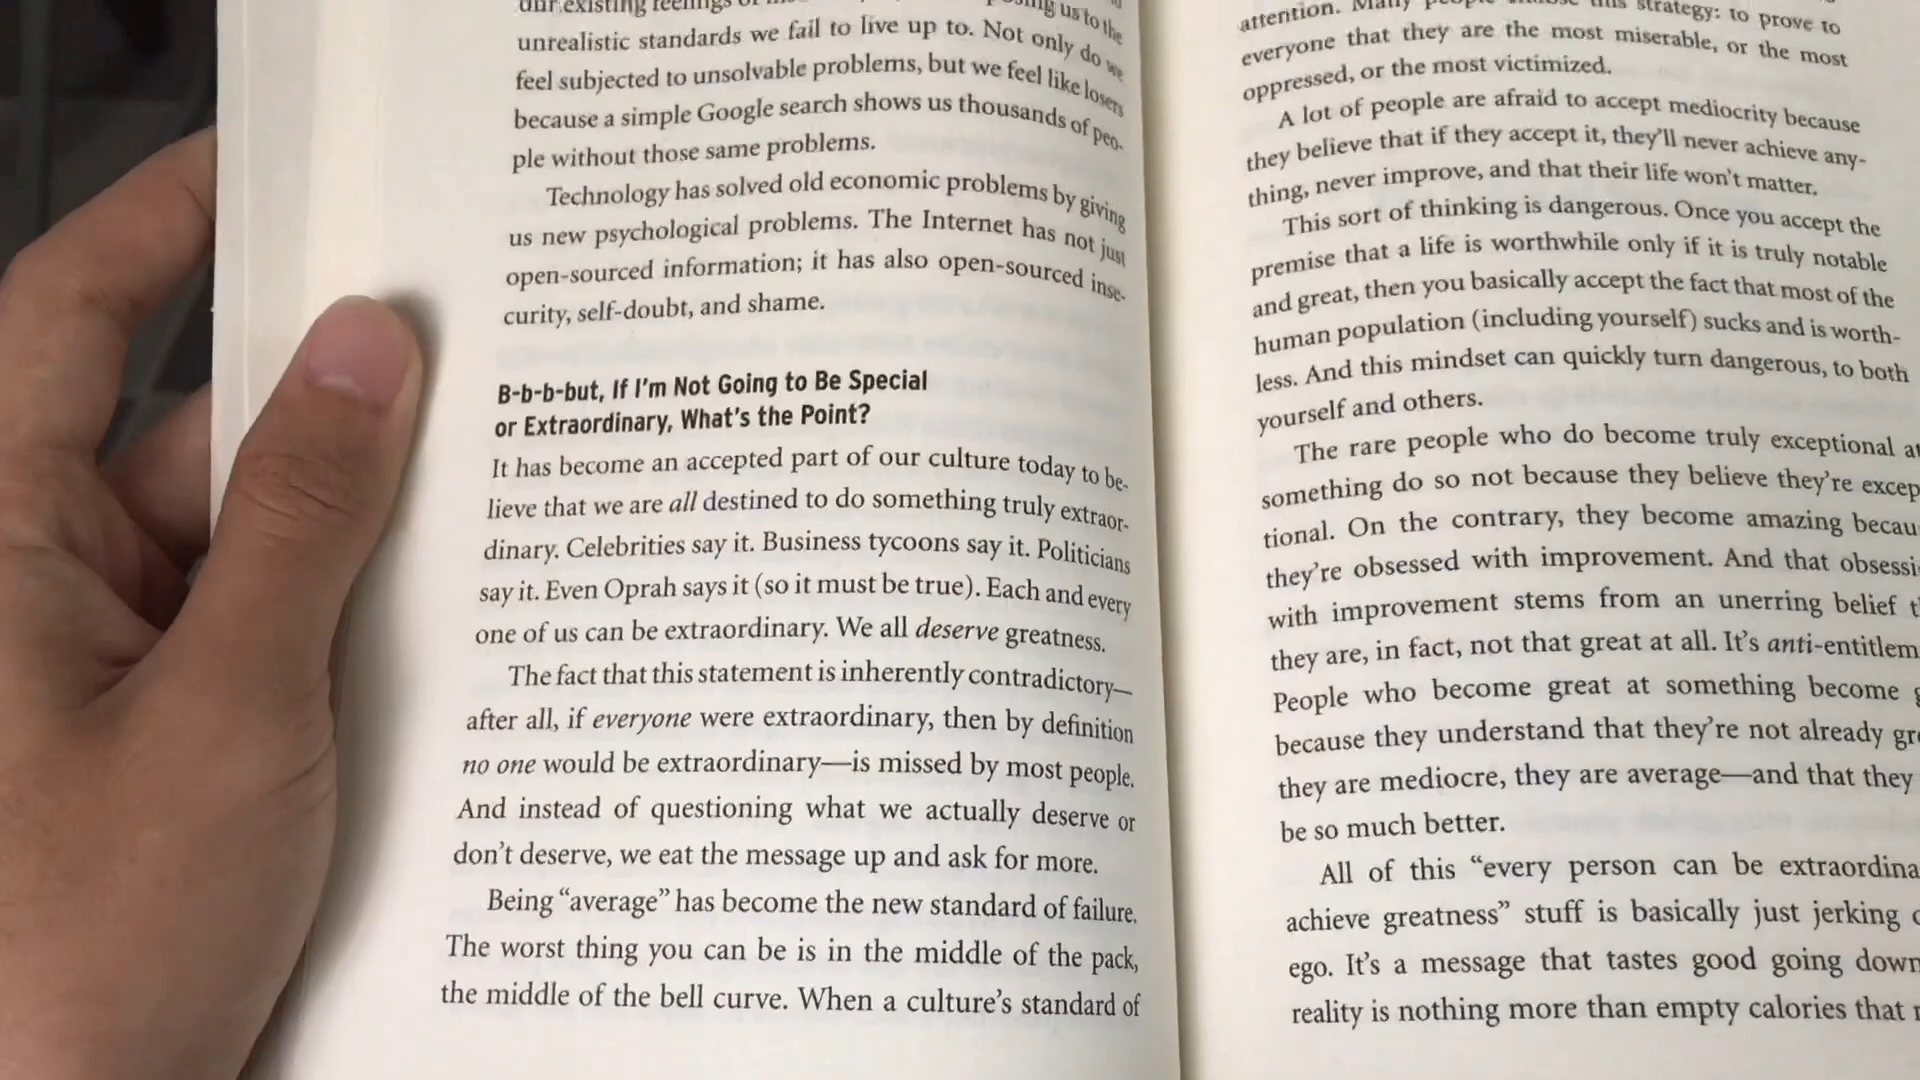 unrealistic standards we fail to live up to. Not only do we
feel subjected to unsolvable problems, but we feel like losers
because a simple Google search shows us thousands of peo-
ple without those same problems.
Technology has solved old economic problems by giving
us new psychological problems. The Internet has not just
open-sourced information; it has also open-sourced inse-
curity, self-doubt, and shame.
B-b-b-but, If I'm Not Going to Be Special
or Extraordinary, What's the Point?
It has become an accepted part of our culture today to be-
lieve that we are all destined to do something truly extraor-
dinary. Celebrities say it. Business tycoons say it. Politicians
say it. Even Oprah says it (so it must be true). Each and every
one of us can be extraordinary. We all deserve greatness.
The fact that this statement is inherently contradictory—
after all, if everyone were extraordinary, then by definition
no one would be extraordinary—is missed by most people.
And instead of questioning what we actually deserve or
don't deserve, we eat the message up and ask for more.
Being "average" has become the new standard of failure.
The worst thing you can be is in the middle of the pack,
the middle of the bell curve. When a culture's standard of
attention. Many people this strategy: to prove to
everyone that they are the most miserable, or the most
oppressed, or the most victimized.
A lot of people are afraid to accept mediocrity because
they believe that if they accept it, they'll never achieve any-
thing, never improve, and that their life won't matter.
This sort of thinking is dangerous. Once you accept the
premise that a life is worthwhile only if it is truly notable
and great, then you basically accept the fact that most of the
human population (including yourself) sucks and is worth-
less. And this mindset can quickly turn dangerous, to both
yourself and others.
The rare people who do become truly exceptional at
something do so not because they believe they're excep
tional. On the contrary, they become amazing becau
they're obsessed with improvement. And that obsessi
with improvement stems from an unerring belief t
they are, in fact, not that great at all. It's anti-entitlem
People who become great at something become g
because they understand that they're not already gr
they are mediocre, they are average—and that they
be so much better.
All of this "every person can be extraordina
achieve greatness" stuff is basically just jerking o
ego. It's a message that tastes good going down
reality is nothing more than empty calories that